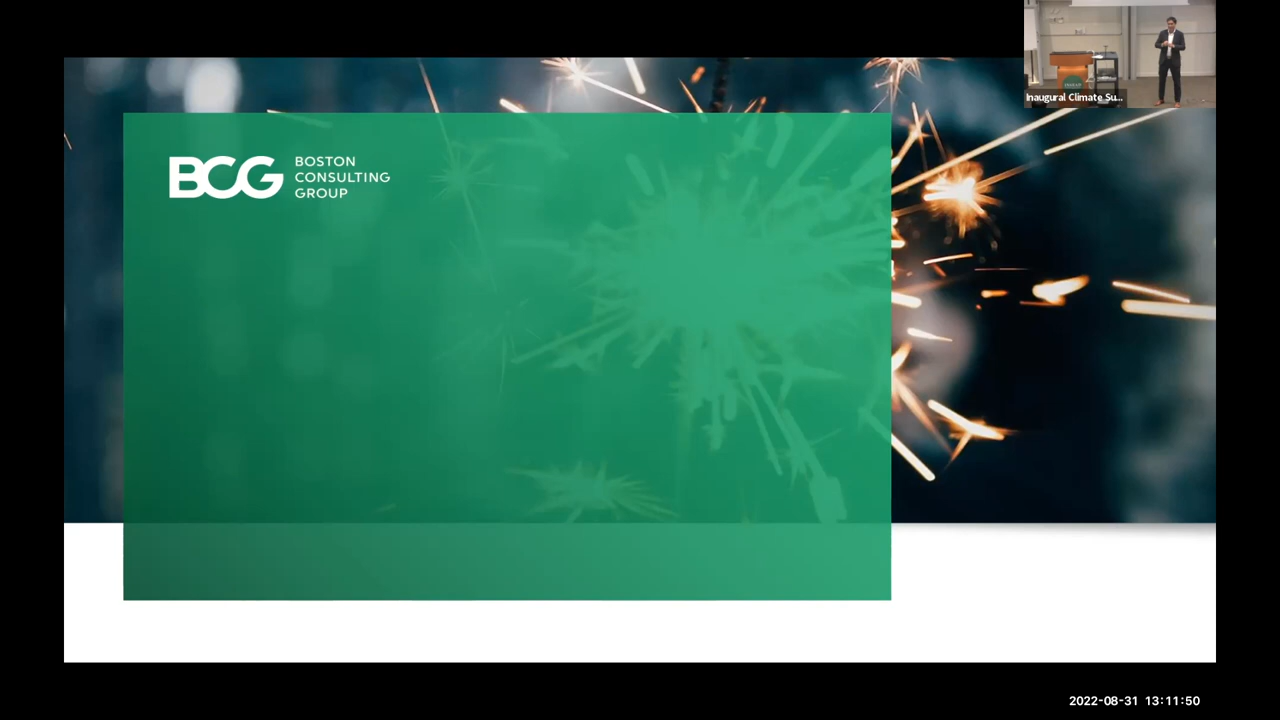 BCG
BOSTON
CONSULTING
GROUP
Inaugural Climate Su...
2022-08-31 13:11:50